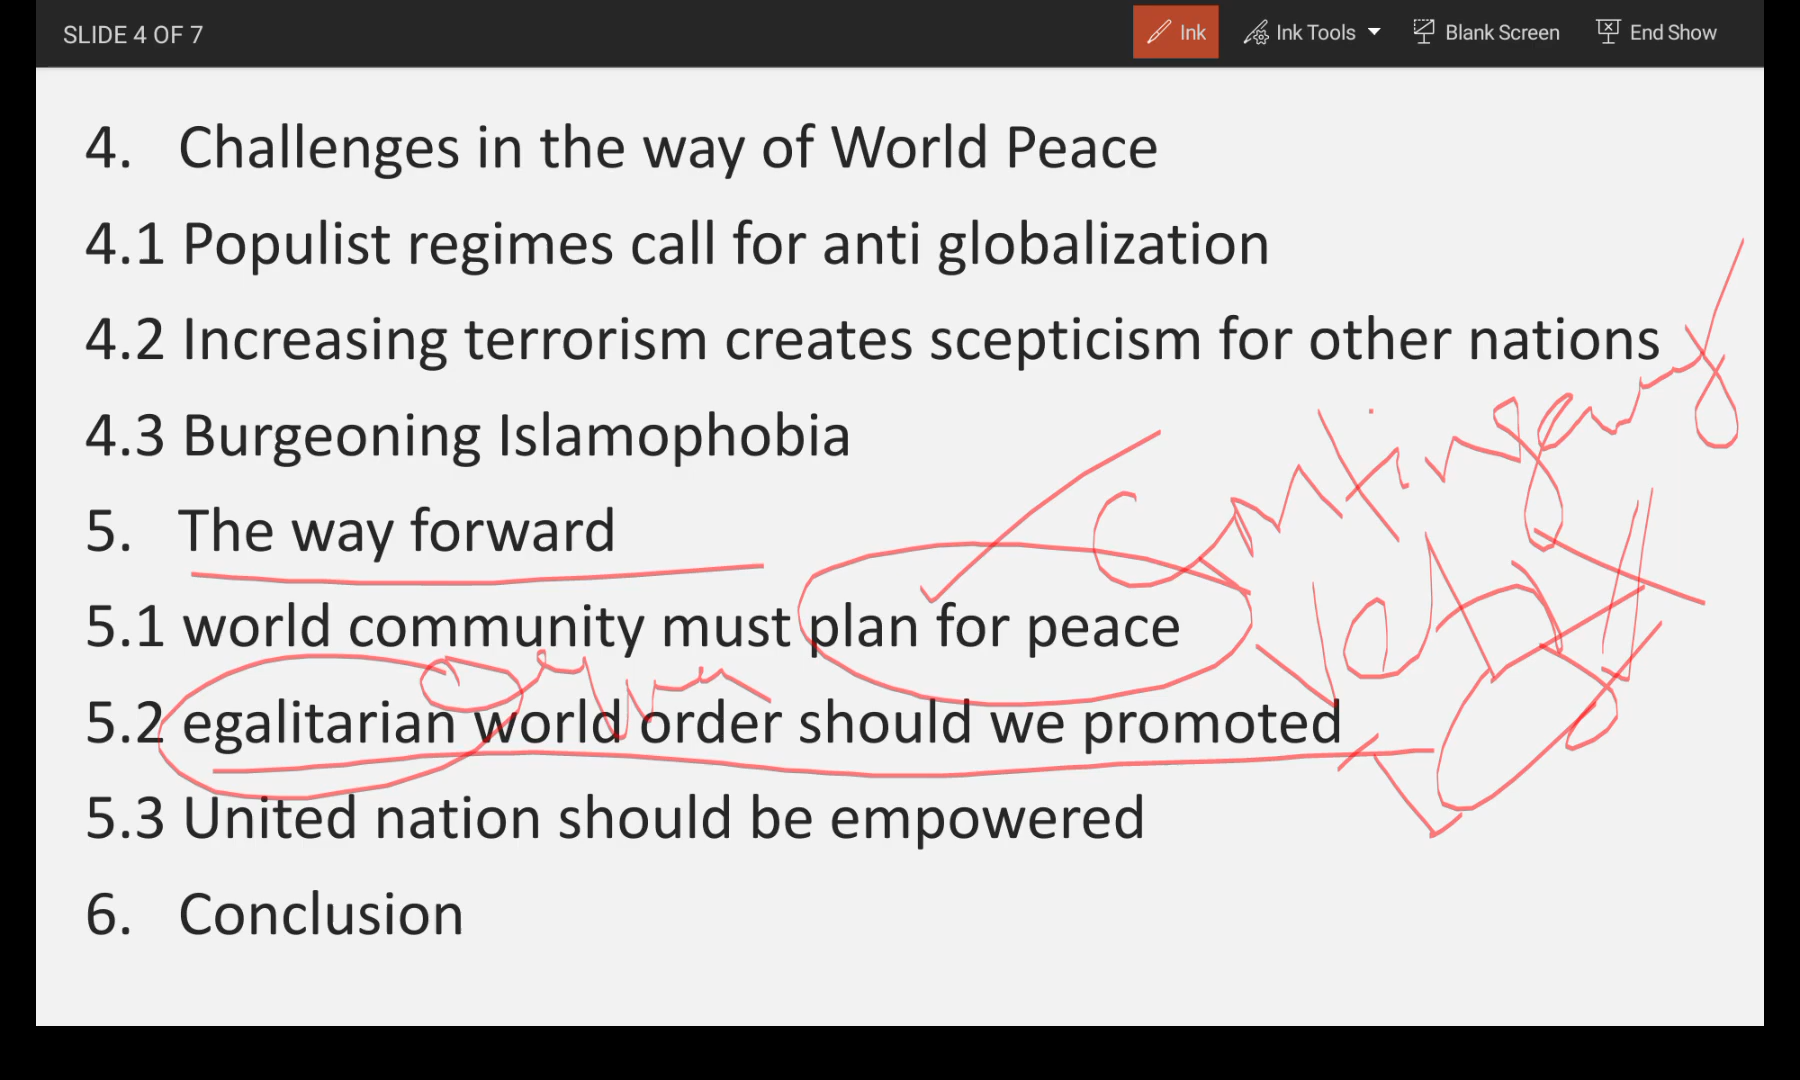 SLIDE 4 OF 7
Ink
Ink Tools
Blank Screen
End Show
4. Challenges in the way of World Peace
4.1 Populist regimes call for anti globalization
4.2 Increasing terrorism creates scepticism for other nations
4.3 Burgeoning Islamophobia
5. The way forward
5.1 world community must plan for peace
5.2 egalitarian world order should we promoted
5.3 United nation should be empowered
6. Conclusion